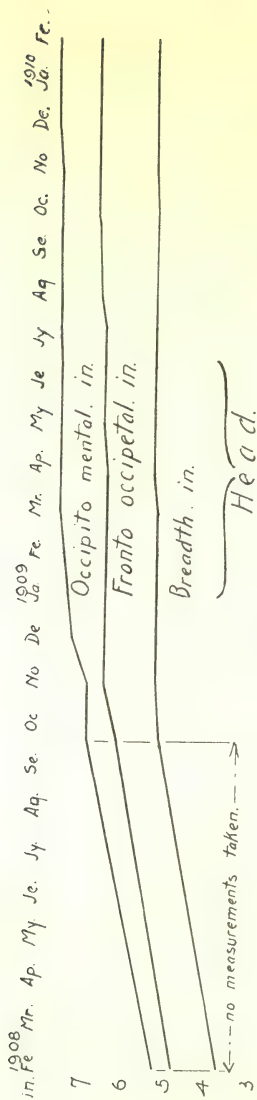 1908 1909 1910
in. Fe Mr. Ap. My. Je. Jy Aq. Se. Oc No De Ja Fe. Mr. Ap. My Je Jy Aq Se. Oc. No De. Ja. Fe..
7
6
5
4
3
Occipito mental. in.
Fronto occipetal. in.
Breadth. in.
no measurements taken.
Head.